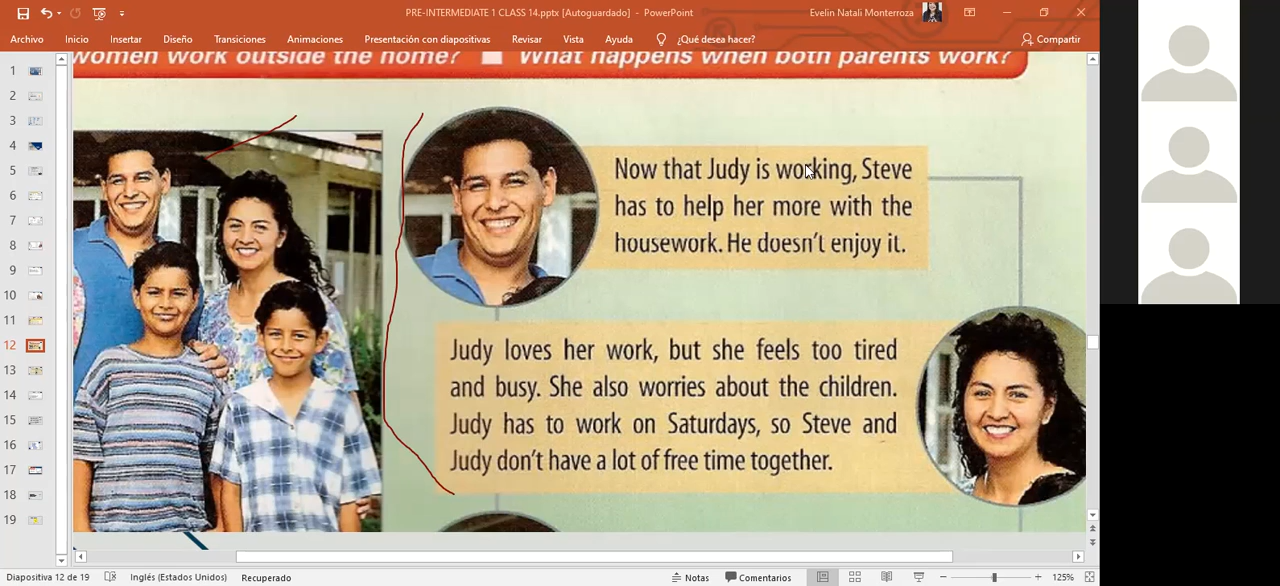 PRE-INTERMEDIATE 1 CLASS 14.pptx [Autoguardado] - PowerPoint
Evelin Natali Monterroza
Archivo Inicio Insertar Diseño Transiciones Animaciones Presentación con diapositivas Revisar Vista Ayuda ¿Qué desea hacer? Compartir
women work outside the home? What happens when both parents work?
1
2
3
4
5
6
7
8
9
10
11
12
13
14
15
16
17
18
19
Now that Judy is working, Steve
has to help her more with the
housework. He doesn't enjoy it.
Judy loves her work, but she feels too tired
and busy. She also worries about the children.
Judy has to work on Saturdays, so Steve and
Judy don't have a lot of free time together.
Diapositiva 12 de 19 Inglés (Estados Unidos) Recuperado Notas Comentarios 125%